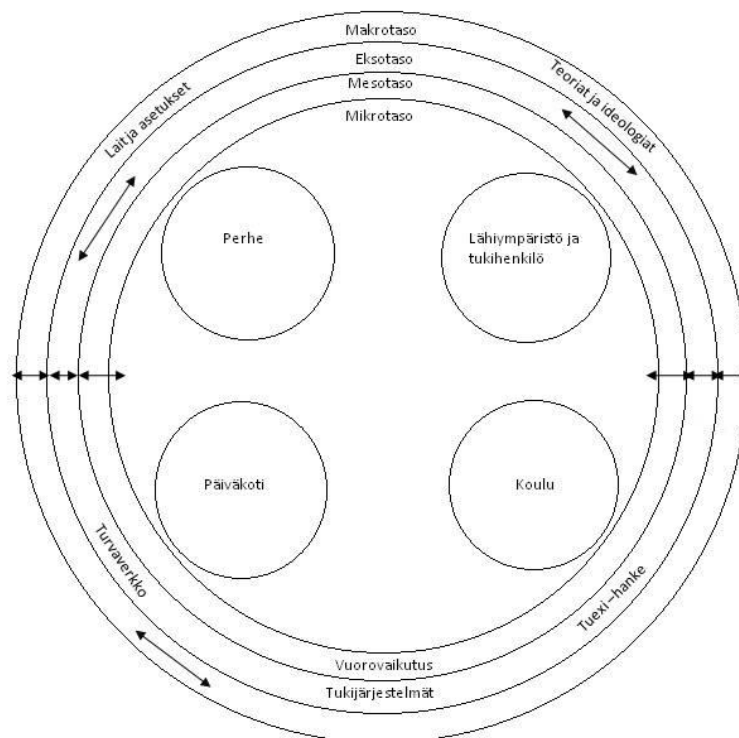 Makrotaso
Eksotaso
Mesotaso
Mikrotaso
Lait ja asetukset
Teoriat ja ideologiat
Perhe
Lähiympäristö ja
tukihenkilö
Päiväkoti
Koulu
Turvaverkko
Tuexi –hanke
Vuorovaikutus
Tukijärjestelmät